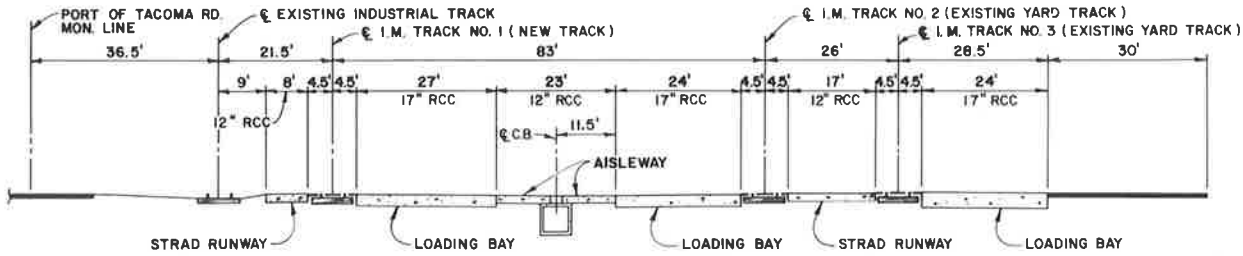 PORT OF TACOMA RD.
MON. LINE
℄ EXISTING INDUSTRIAL
TRACK
℄ I.M. TRACK NO. 1 (NEW TRACK)
℄ I.M. TRACK NO. 2 (EXISTING YARD TRACK)
℄ I.M. TRACK NO. 3 (EXISTING YARD TRACK)
36.5' 21.5' 83' 26' 28.5' 30'
9' 8' 4.5' 4.5' 27' 23' 24' 4.5' 4.5' 17' 4.5' 4.5' 24'
17" RCC 12" RCC 17" RCC 12" RCC 17" RCC
12" RCC
℄ C.B. 11.5'
AISLEWAY
STRAD RUNWAY LOADING BAY LOADING BAY STRAD RUNWAY LOADING BAY